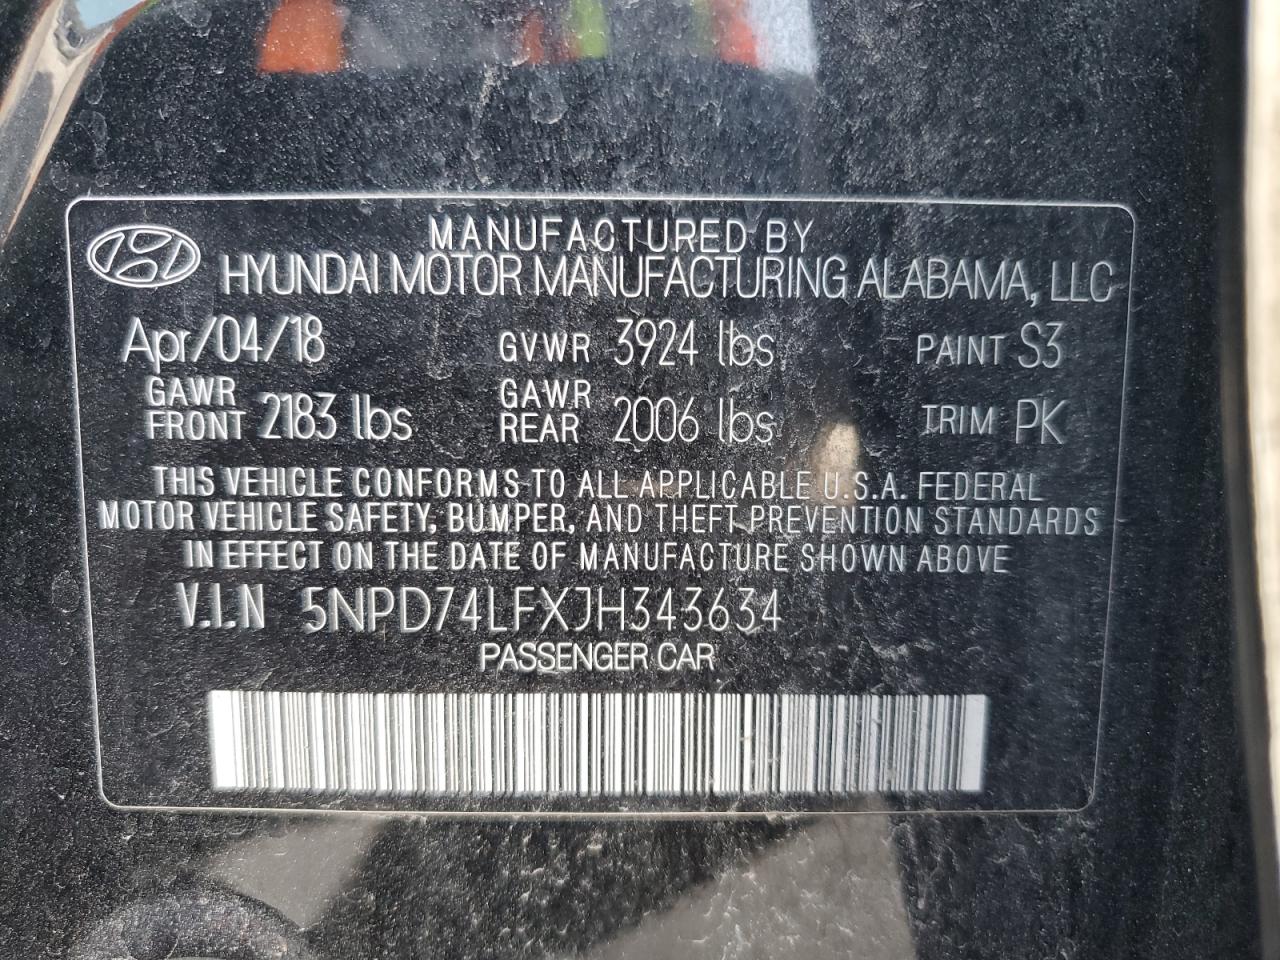 MANUFACTURED BY
HYUNDAI MOTOR MANUFACTURING ALABAMA, LLC
Apr/04/18 GVWR 3924 lbs PAINT S3
GAWR FRONT 2183 lbs GAWR REAR 2006 lbs TRIM PK
THIS VEHICLE CONFORMS TO ALL APPLICABLE U.S.A. FEDERAL
MOTOR VEHICLE SAFETY, BUMPER, AND THEFT PREVENTION STANDARDS
IN EFFECT ON THE DATE OF MANUFACTURE SHOWN ABOVE
V.I.N 5NPD74LFXJH343634
PASSENGER CAR